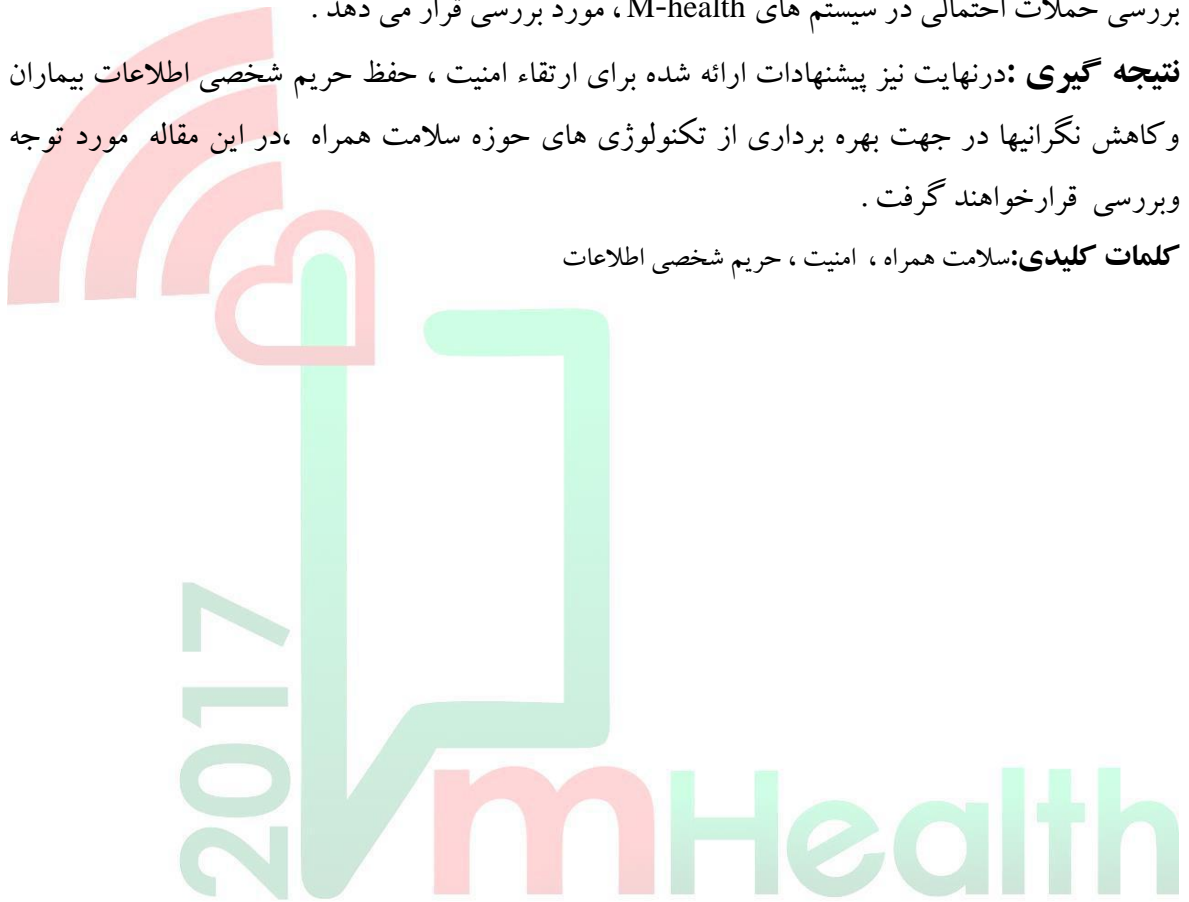 بررسی حملات احتمالی در سیستم های M-health ، مورد بررسی قرار می دهد .
نتیجه گیری :درنهایت نیز پیشنهادات ارائه شده برای ارتقاء امنیت ، حفظ حریم شخصی اطلاعات بیماران
وکاهش نگرانیها در جهت بهره برداری از تکنولوژی های حوزه سلامت همراه ،در این مقاله مورد توجه
وبررسی قرارخواهند گرفت .
کلمات کلیدی:سلامت همراه ، امنیت ، حریم شخصی اطلاعات
2017
mHealth